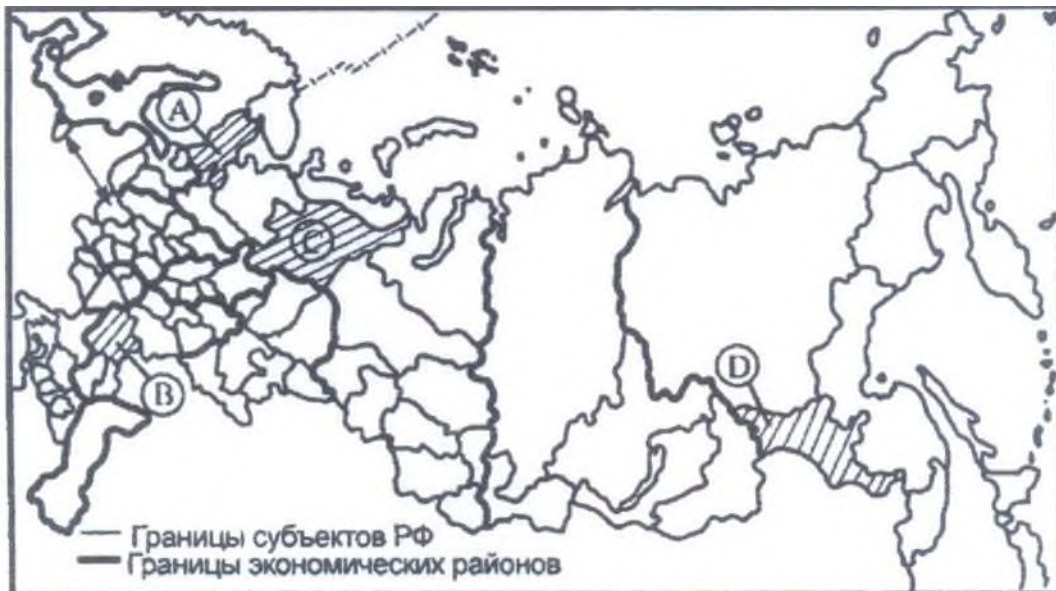 A
C
D
B
Границы субъектов РФ
Границы экономических районов